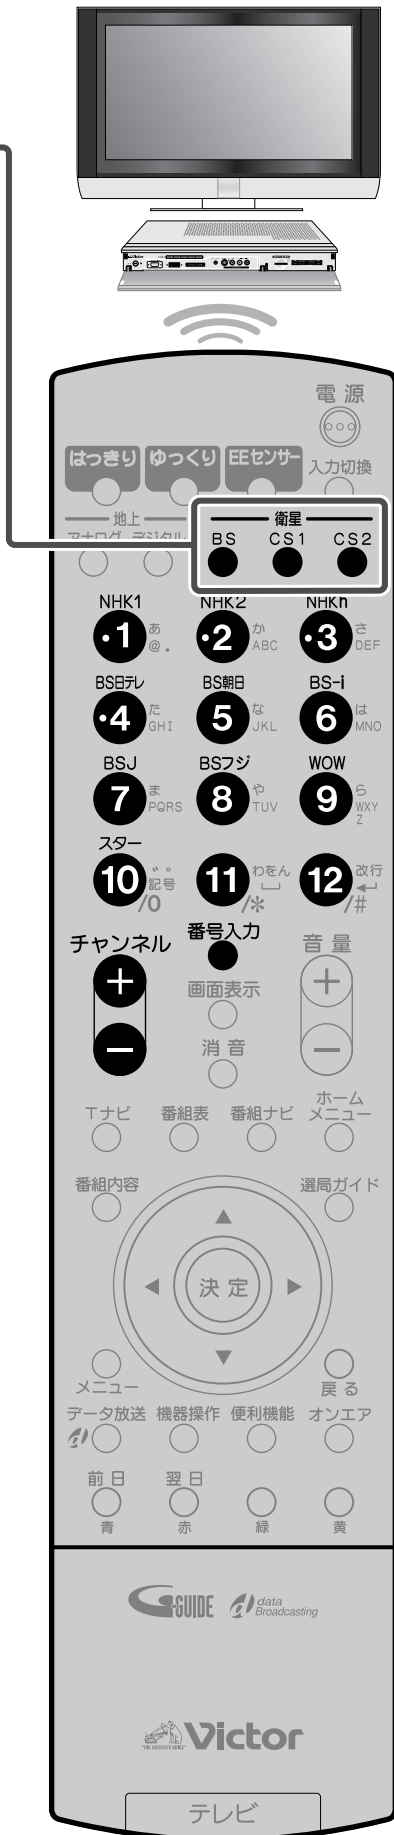 Victor
電源
はっきり ゆっくり EEセンサー 入力切換
地上 衛星
アナログ デジタル BS CS1 CS2
NHK1 NHK2 NHKh
・1 あ @. ・2 か ABC ・3 さ DEF
BS日テレ BS朝日 BS-i
・4 た GHI 5 な JKL 6 は MNO
BSJ BSフジ WOW
7 ま PQRS 8 や TUV 9 ら WXYZ
スター
10 ゛゜記号 /0 11 わをん /＊ 12 改行 /#
チャンネル 番号入力 音量
+ 画面表示 +
− 消音 −
Tナビ 番組表 番組ナビ ホームメニュー
番組内容 選局ガイド
決定
メニュー 戻る
データ放送 機器操作 便利機能 オンエア
d
前日 翌日
青 赤 緑 黄
G-GUIDE d data Broadcasting
"HIS MASTER'S VOICE" Victor
テレビ